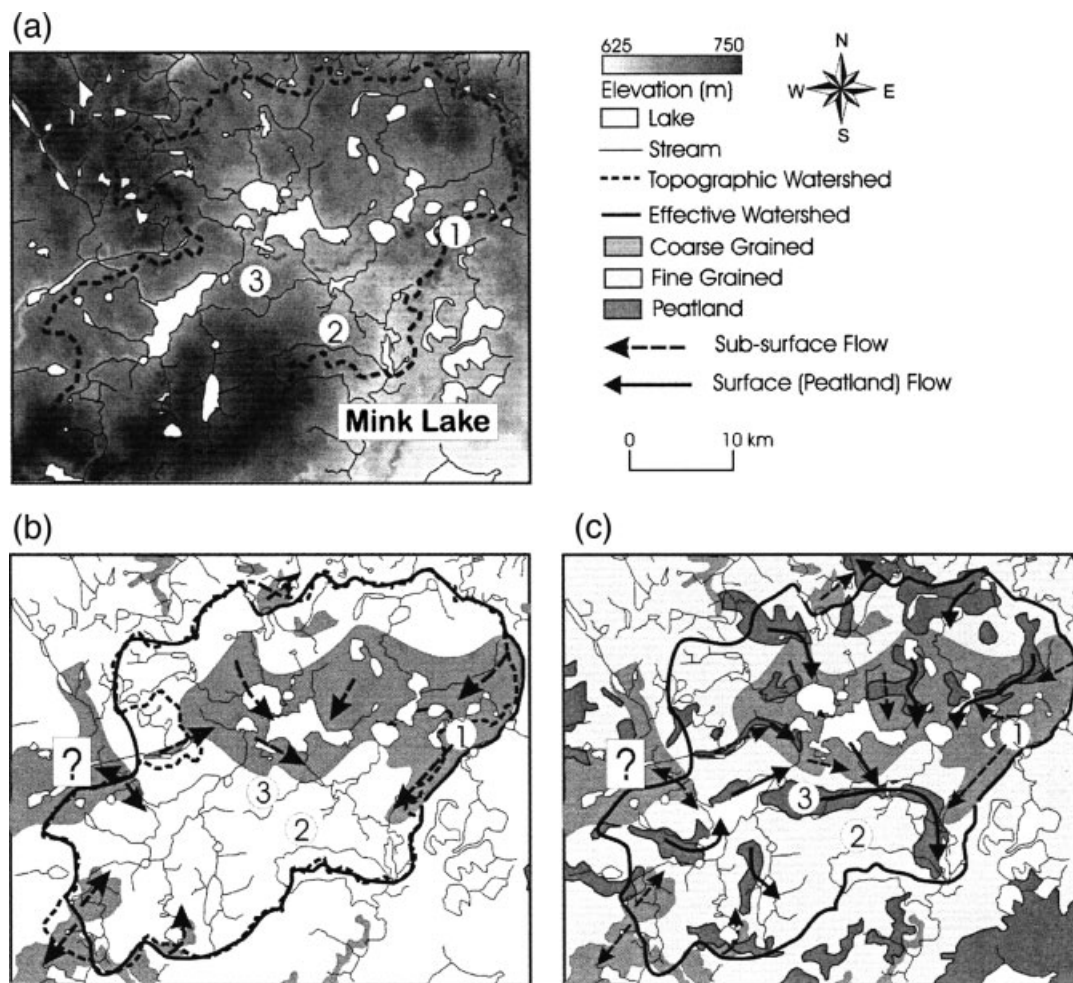 (a)
1
3
2
Mink Lake
625 750
Elevation (m)
Lake
Stream
Topographic Watershed
Effective Watershed
Coarse Grained
Fine Grained
Peatland
Sub-surface Flow
Surface (Peatland) Flow
N
W E
S
0 10 km
(b)
?
1
3
2
(c)
?
1
3
2